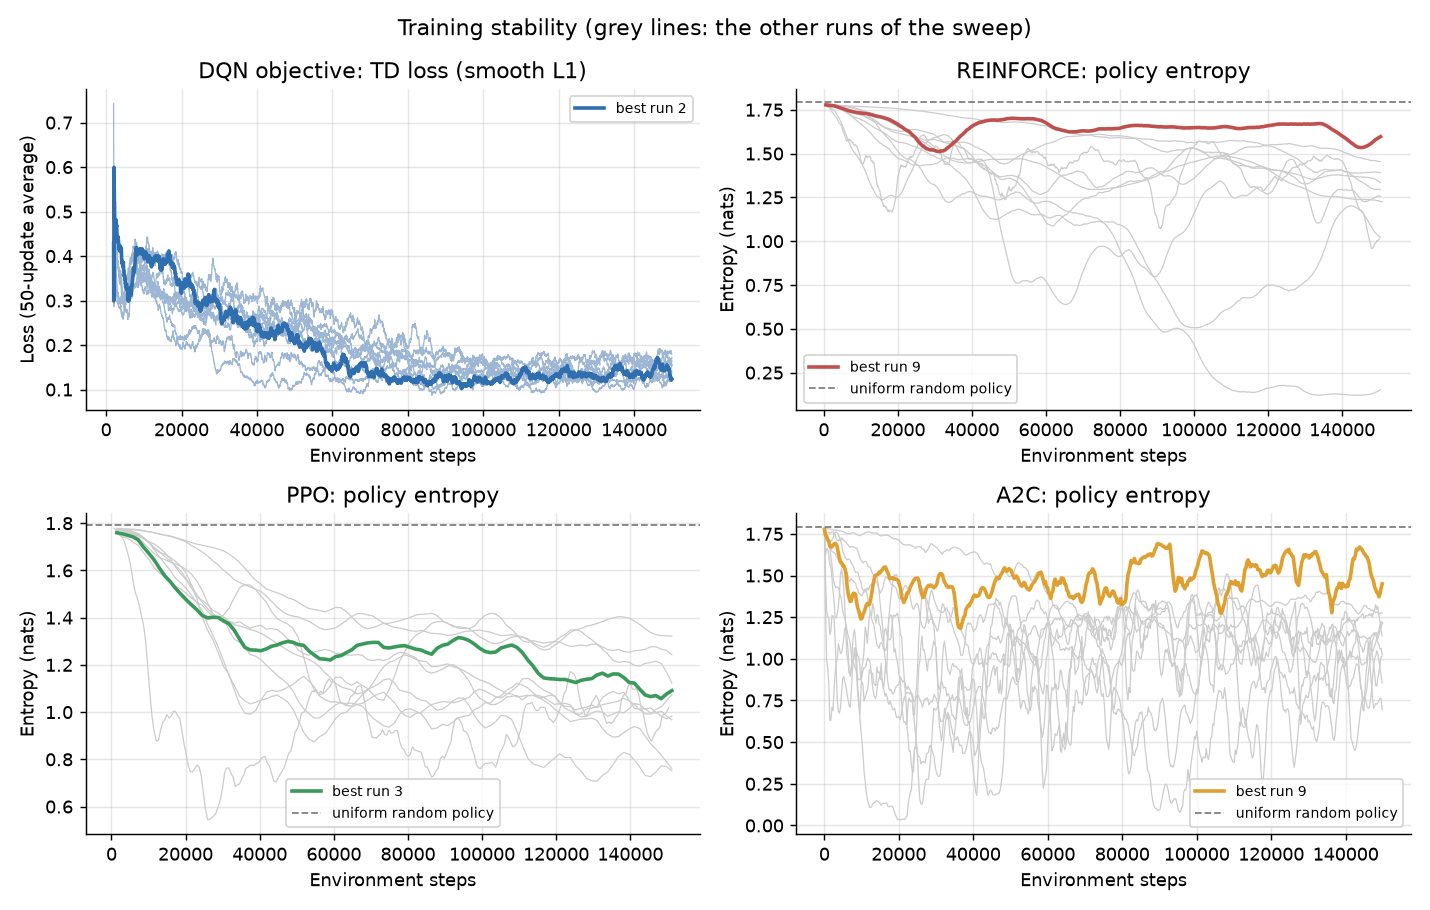 Training stability (grey lines: the other runs of the sweep)
DQN objective: TD loss (smooth L1)
best run 2
Loss (50-update average)
0.7
0.6
0.5
0.4
0.3
0.2
0.1
0 20000 40000 60000 80000 100000 120000 140000
Environment steps
REINFORCE: policy entropy
Entropy (nats)
1.75
1.50
1.25
1.00
0.75
0.50
0.25
best run 9
uniform random policy
0 20000 40000 60000 80000 100000 120000 140000
Environment steps
PPO: policy entropy
Entropy (nats)
1.8
1.6
1.4
1.2
1.0
0.8
0.6
best run 3
uniform random policy
0 20000 40000 60000 80000 100000 120000 140000
Environment steps
A2C: policy entropy
Entropy (nats)
1.75
1.50
1.25
1.00
0.75
0.50
0.25
0.00
best run 9
uniform random policy
0 20000 40000 60000 80000 100000 120000 140000
Environment steps